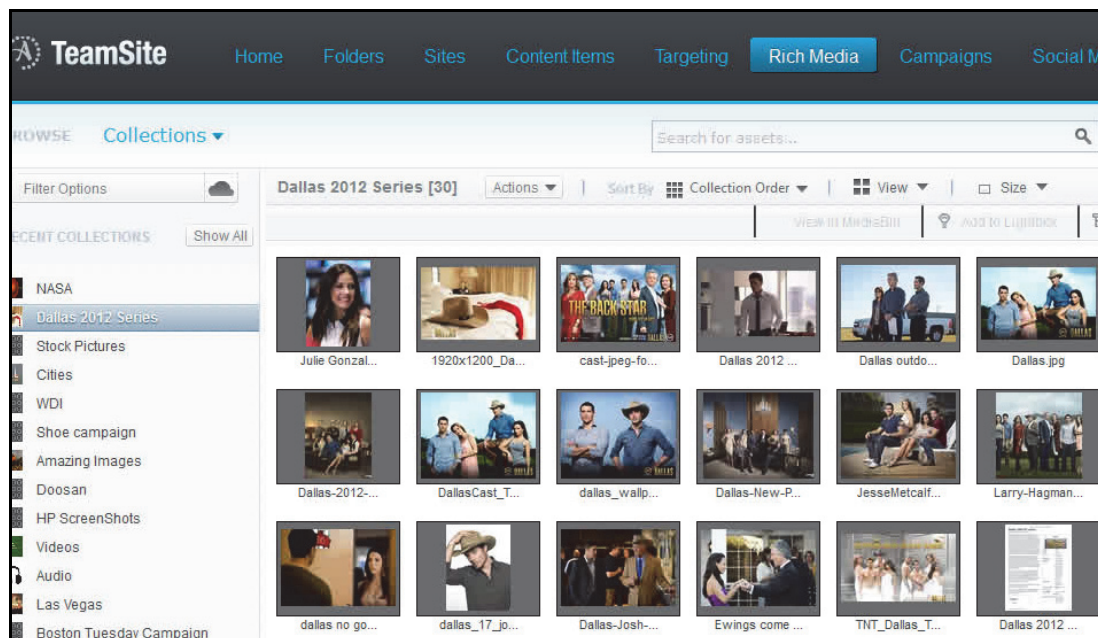 TeamSite Home Folders Sites Content Items Targeting Rich Media Campaigns Social M
ROWSE Collections
Search for assets...
Filter Options
Dallas 2012 Series [30] Actions Sort By Collection Order View Size
ECENT COLLECTIONS Show All
View in MediaBin Add to Lightbox
NASA
Dallas 2012 Series
Stock Pictures
Cities
WDI
Shoe campaign
Amazing Images
Doosan
HP ScreenShots
Videos
Audio
Las Vegas
Boston Tuesday Campaign
THE BACK STAB
DALLAS
Julie Gonzal... 1920x1200_Da... cast-jpeg-fo... Dallas 2012 ... Dallas outdo... Dallas.jpg
Dallas-2012-... DallasCast_T... dallas_wallp... Dallas-New-P... JesseMetcalf... Larry-Hagman...
dallas no go... dallas_17_jo... Dallas-Josh-... Ewings come ... TNT_Dallas_T... Dallas 2012 ...